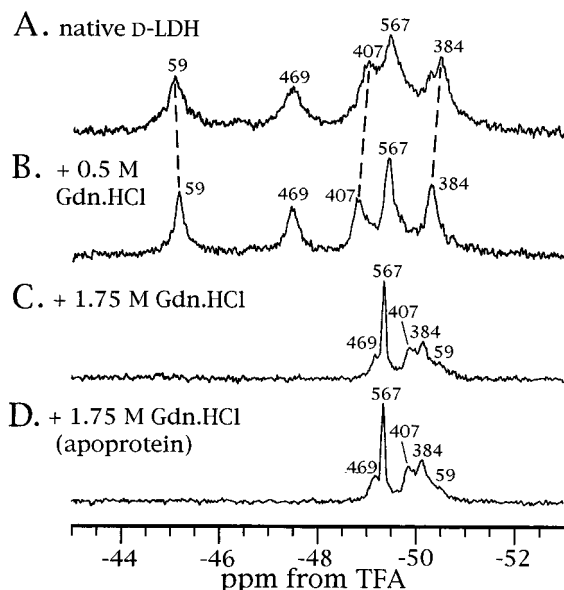 A. native D-LDH
59
469
407
567
384
B. + 0.5 M
Gdn.HCl
59
469
407
567
384
C. + 1.75 M Gdn.HCl
567
407
469
384
59
D. + 1.75 M Gdn.HCl
(apoprotein)
567
407
469
384
59
-44 -46 -48 -50 -52
ppm from TFA